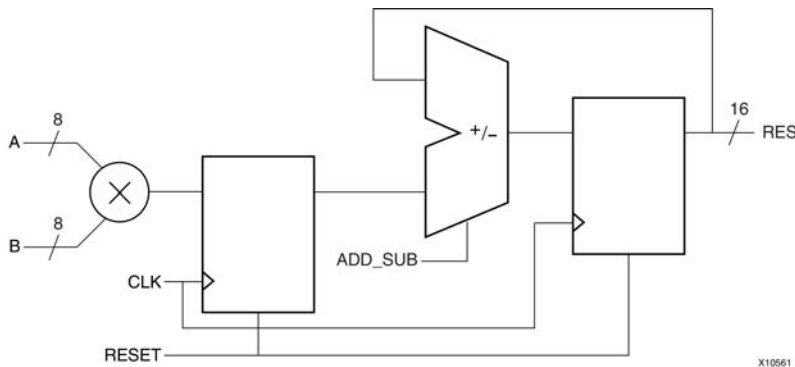 16
8
A
RES
+/-
8
B
ADD_SUB
CLK
RESET
X10561